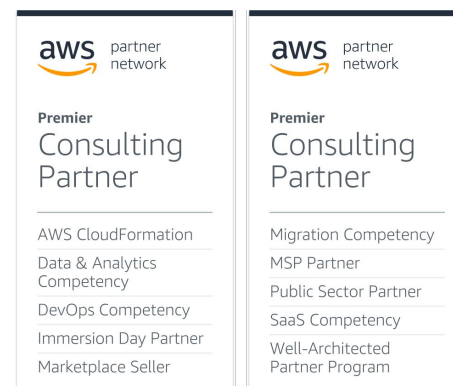 aws partner
network
Premier
Consulting
Partner
AWS CloudFormation
Data & Analytics
Competency
DevOps Competency
Immersion Day Partner
Marketplace Seller
aws partner
network
Premier
Consulting
Partner
Migration Competency
MSP Partner
Public Sector Partner
SaaS Competency
Well-Architected
Partner Program